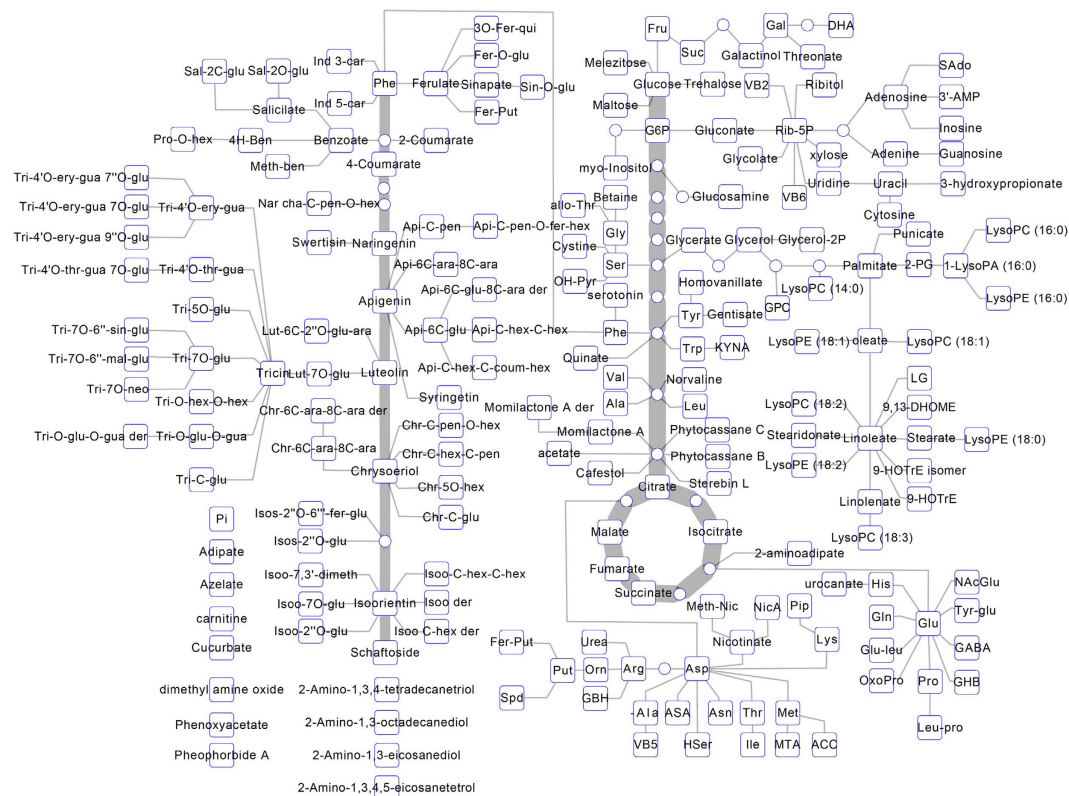 Fru
Gal
DHA
3O-Fer-qui
Suc
Galactinol
Threonate
Ind 3-car
Fer-O-glu
Melezitose
SAdo
Sal-2C-glu
Sal-2O-glu
Phe
Ferulate
Sinapate
Sin-O-glu
Glucose
Trehalose
VB2
Ribitol
Adenosine
3'-AMP
Ind 5-car
Fer-Put
Maltose
Salicilate
Inosine
G6P
Gluconate
Rib-5P
Pro-O-hex
4H-Ben
Benzoate
2-Coumarate
Adenine
Guanosine
Meth-ben
4-Coumarate
Glycolate
xylose
myo-Inositol
Tri-4'O-ery-gua 7''O-glu
Uridine
Uracil
3-hydroxypropionate
Betaine
Glucosamine
VB6
allo-Thr
Nar cha-C-pen-O-hex
Tri-4'O-ery-gua 7O-glu
Tri-4'O-ery-gua
Cytosine
Api-C-pen
Api-C-pen-O-fer-hex
Gly
Punicate
Tri-4'O-ery-gua 9''O-glu
Swertisin
Naringenin
Cystine
Glycerate
Glycerol
Glycerol-2P
LysoPC (16:0)
Api-6C-ara-8C-ara
Ser
Palmitate
2-PG
1-LysoPA (16:0)
Tri-4'O-thr-gua 7O-glu
Tri-4'O-thr-gua
OH-Pyr
Homovanillate
LysoPC (14:0)
Api-6C-glu-8C-ara der
serotonin
LysoPE (16:0)
Apigenin
GPC
Tri-5O-glu
Tyr
Gentisate
Tri-7O-6''-sin-glu
Lut-6C-2''O-glu-ara
Api-6C-glu
Api-C-hex-C-hex
Phe
LysoPE (18:1)
oleate
LysoPC (18:1)
Trp
KYNA
Tri-7O-6''-mal-glu
Tri-7O-glu
Quinate
Tricin
Lut-7O-glu
Luteolin
Api-C-hex-C-coum-hex
Val
Norvaline
LG
Tri-7O-neo
Tri-O-hex-O-hex
Syringetin
Ala
Leu
LysoPC (18:2)
9,13-DHOME
Chr-6C-ara-8C-ara der
Momilactone A der
Chr-C-pen-O-hex
Phytocassane C
Tri-O-glu-O-gua der
Tri-O-glu-O-gua
Momilactone A
Stearidonate
Linoleate
Stearate
LysoPE (18:0)
Chr-6C-ara-8C-ara
Chr-C-hex-C-pen
acetate
Phytocassane B
LysoPE (18:2)
9-HOTrE isomer
Tri-C-glu
Chrysoeriol
Cafestol
Sterebin L
Chr-5O-hex
Citrate
Linolenate
9-HOTrE
Isos-2''O-6'''-fer-glu
Chr-C-glu
Pi
Malate
Isocitrate
LysoPC (18:3)
Isos-2''O-glu
Adipate
2-aminoadipate
Fumarate
Isoo-7,3'-dimeth
Isoo-C-hex-C-hex
Azelate
Succinate
urocanate
His
NAcGlu
Isoo-7O-glu
Isoorientin
Isoo der
Meth-Nic
NicA
Pip
Tyr-glu
carnitine
Gln
Glu
Isoo-2''O-glu
Isoo C-hex der
Fer-Put
Urea
Nicotinate
Lys
Cucurbate
Schaftoside
Glu-leu
GABA
Put
Orn
Arg
Asp
OxoPro
Pro
GHB
dimethyl amine oxide
2-Amino-1,3,4-tetradecanetriol
Spd
GBH
-Ala
ASA
Asn
Thr
Met
Phenoxyacetate
2-Amino-1,3-octadecanediol
Leu-pro
VB5
HSer
Ile
MTA
ACC
Pheophorbide A
2-Amino-1,3-eicosanediol
2-Amino-1,3,4,5-eicosanetetrol